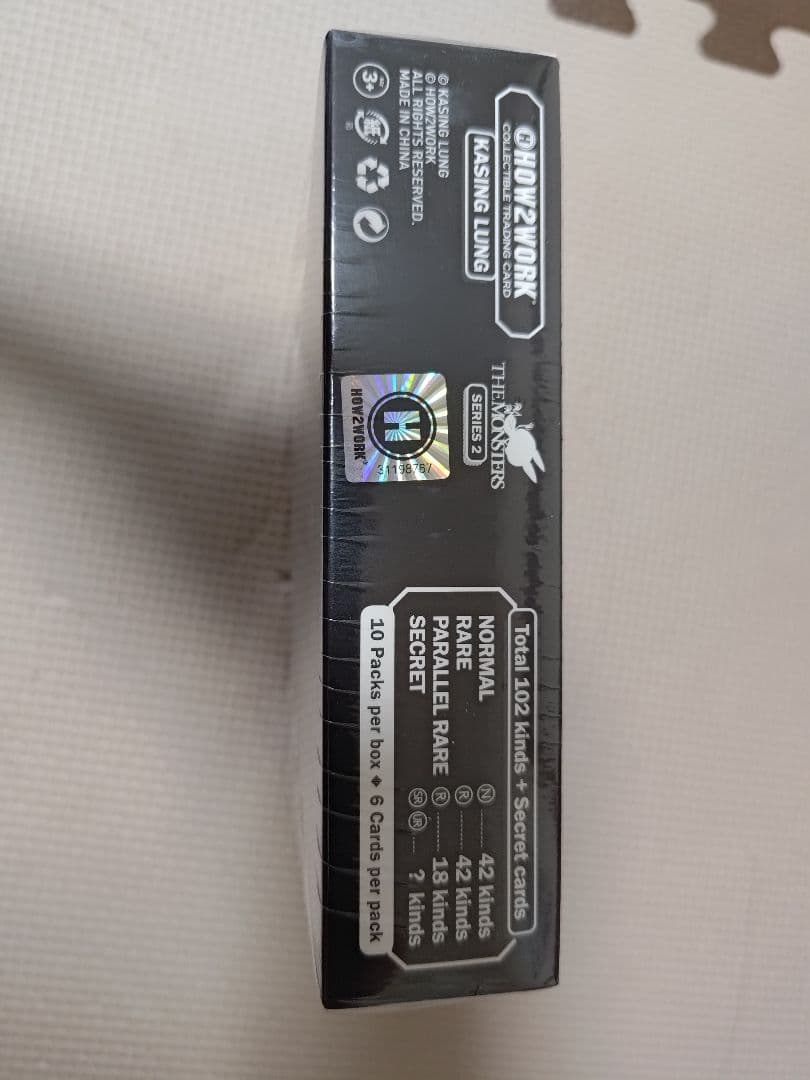 HOW2WORK
COLLECTIBLE TRADING CARD
KASING LUNG
© KASING LUNG
© HOW2WORK
ALL RIGHTS RESERVED.
MADE IN CHINA
3+
紙
THE MONSTERS
SERIES 2
H
HOW2WORK
31198767
Total 102 kinds + Secret cards
NORMAL (N) ........ 42 kinds
RARE (R) ........ 42 kinds
PARALLEL RARE (R) ........ 18 kinds
SECRET (SR) (UR) .... ? kinds
10 Packs per box ◆ 6 Cards per pack